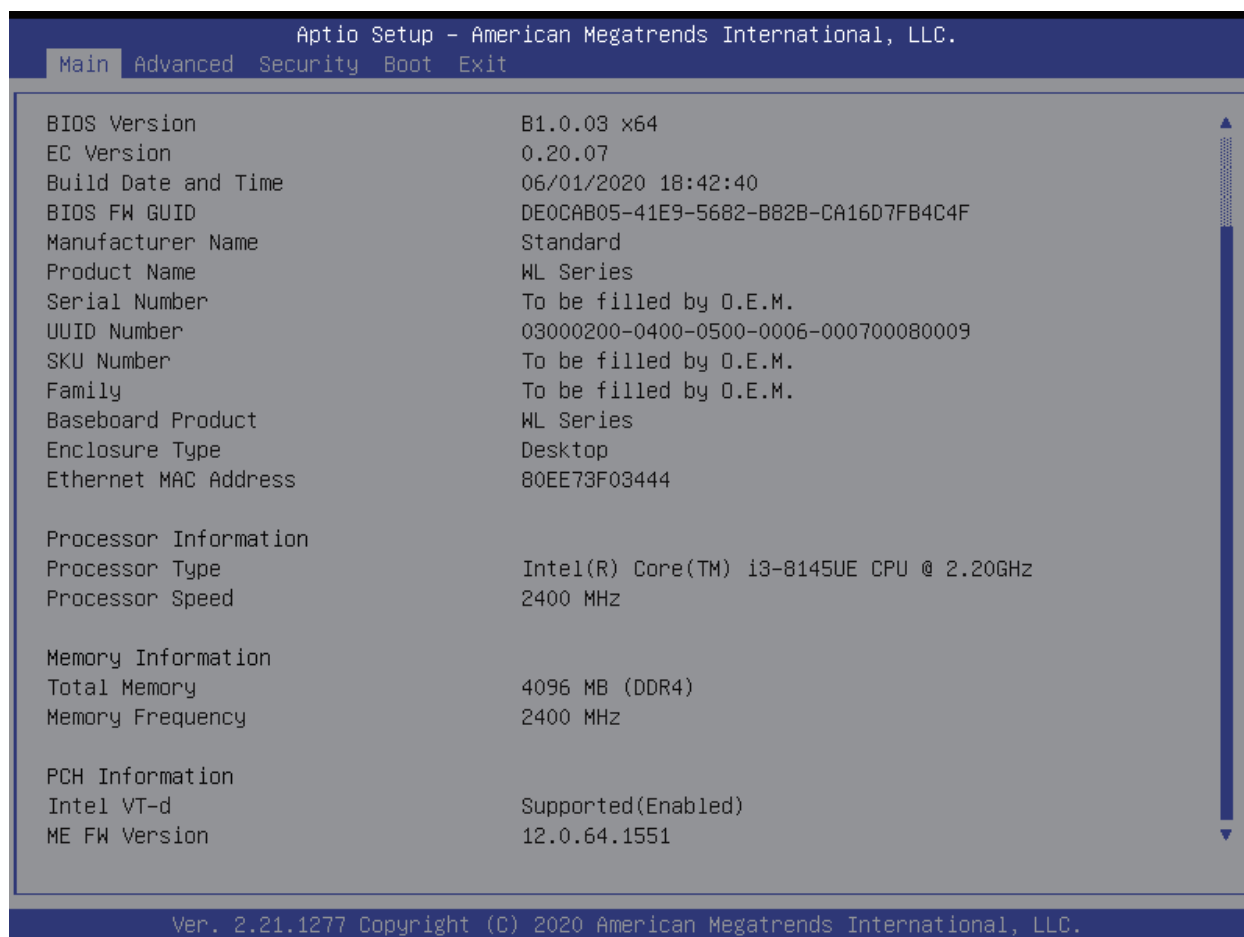 Aptio Setup – American Megatrends International, LLC.
Main Advanced Security Boot Exit
BIOS Version B1.0.03 x64
EC Version 0.20.07
Build Date and Time 06/01/2020 18:42:40
BIOS FW GUID DE0CAB05-41E9-5682-B82B-CA16D7FB4C4F
Manufacturer Name Standard
Product Name WL Series
Serial Number To be filled by O.E.M.
UUID Number 03000200-0400-0500-0006-000700080009
SKU Number To be filled by O.E.M.
Family To be filled by O.E.M.
Baseboard Product WL Series
Enclosure Type Desktop
Ethernet MAC Address 80EE73F03444
Processor Information
Processor Type Intel(R) Core(TM) i3-8145UE CPU @ 2.20GHz
Processor Speed 2400 MHz
Memory Information
Total Memory 4096 MB (DDR4)
Memory Frequency 2400 MHz
PCH Information
Intel VT-d Supported(Enabled)
ME FW Version 12.0.64.1551
Ver. 2.21.1277 Copyright (C) 2020 American Megatrends International, LLC.